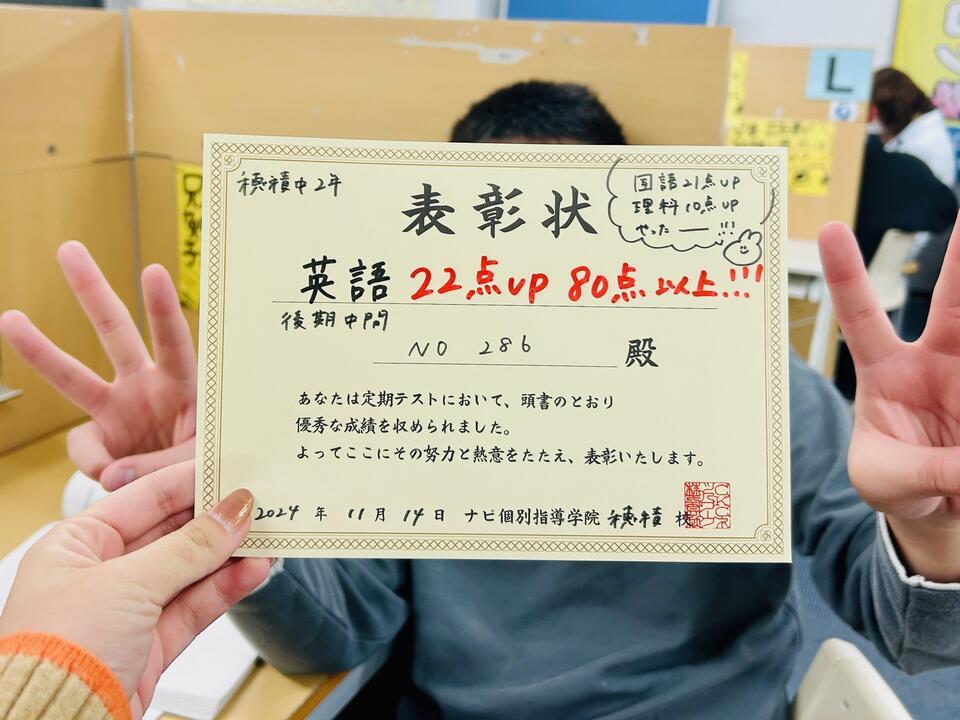 穂積中2年
表彰状
国語21点UP
理料10点UP
やったー!!!
英語 22点UP 80点以上!!!
後期中間
NO 286 殿
あなたは定期テストにおいて、頭書のとおり
優秀な成績を収められました。
よってここにその努力と熱意をたたえ、表彰いたします。
2024 年 11月 14日 ナビ個別指導学院 穂積 校
L